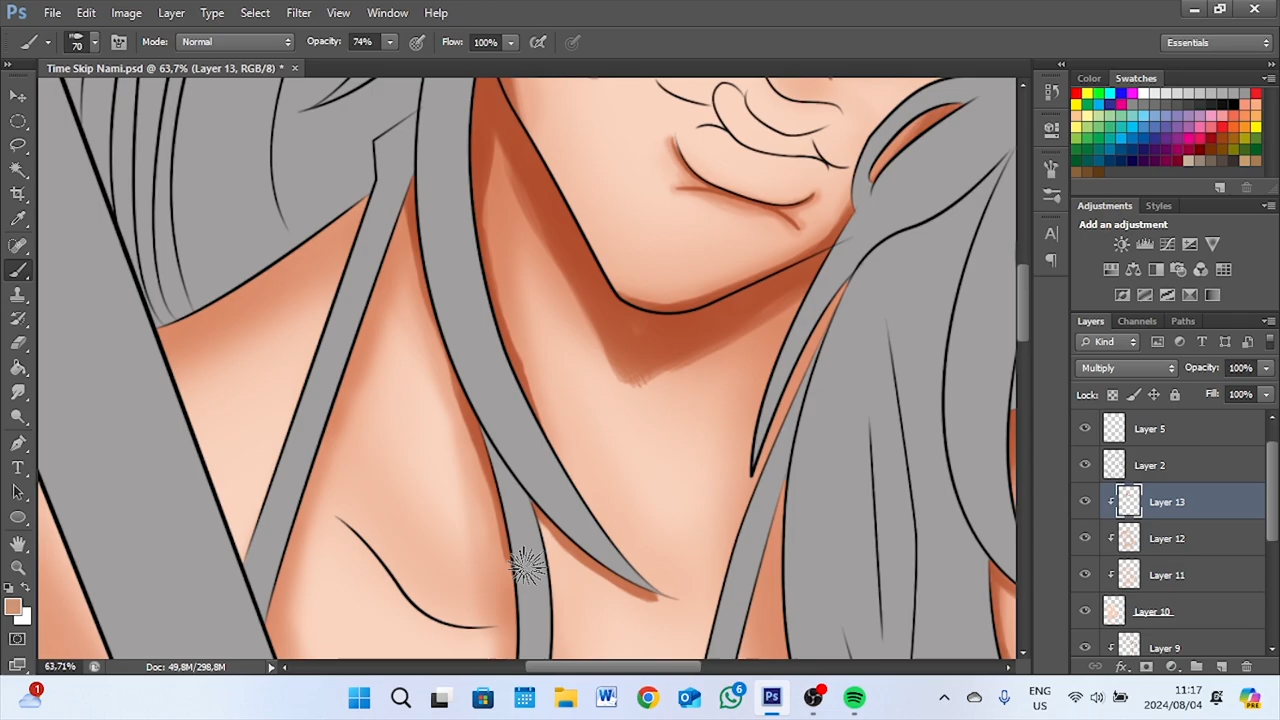 Ps File Edit Image Layer Type Select Filter 3D View Window Help
70 Mode: Normal Opacity: 74% Flow: 100% Essentials
Time Skip Nami.psd @ 63,7% (Layer 13, RGB/8) * ×
Color Swatches
Adjustments Styles
Add an adjustment
Layers Channels Paths
Kind
Multiply Opacity: 100%
Lock: Fill: 100%
Layer 5
Layer 2
Layer 13
Layer 12
Layer 11
Layer 10
Layer 9
63,71% Doc: 49,8M/298,8M
ENG
US
11:17
2024/08/04